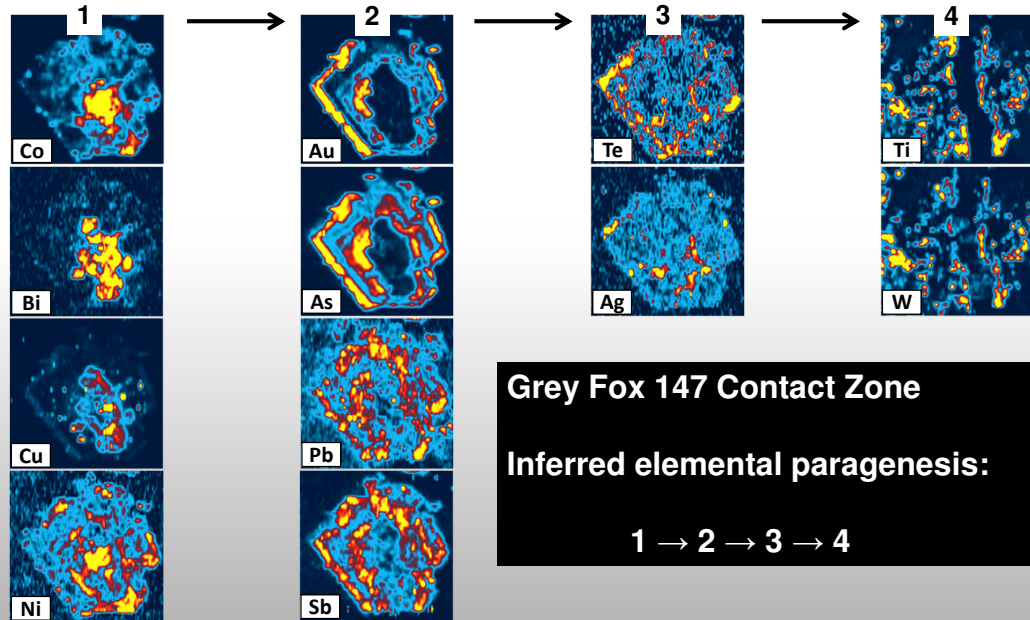 1
2
3
4
Co
Au
Te
Ti
Bi
As
Ag
W
Cu
Pb
Ni
Sb
Grey Fox 147 Contact Zone
Inferred elemental paragenesis:
1 → 2 → 3 → 4